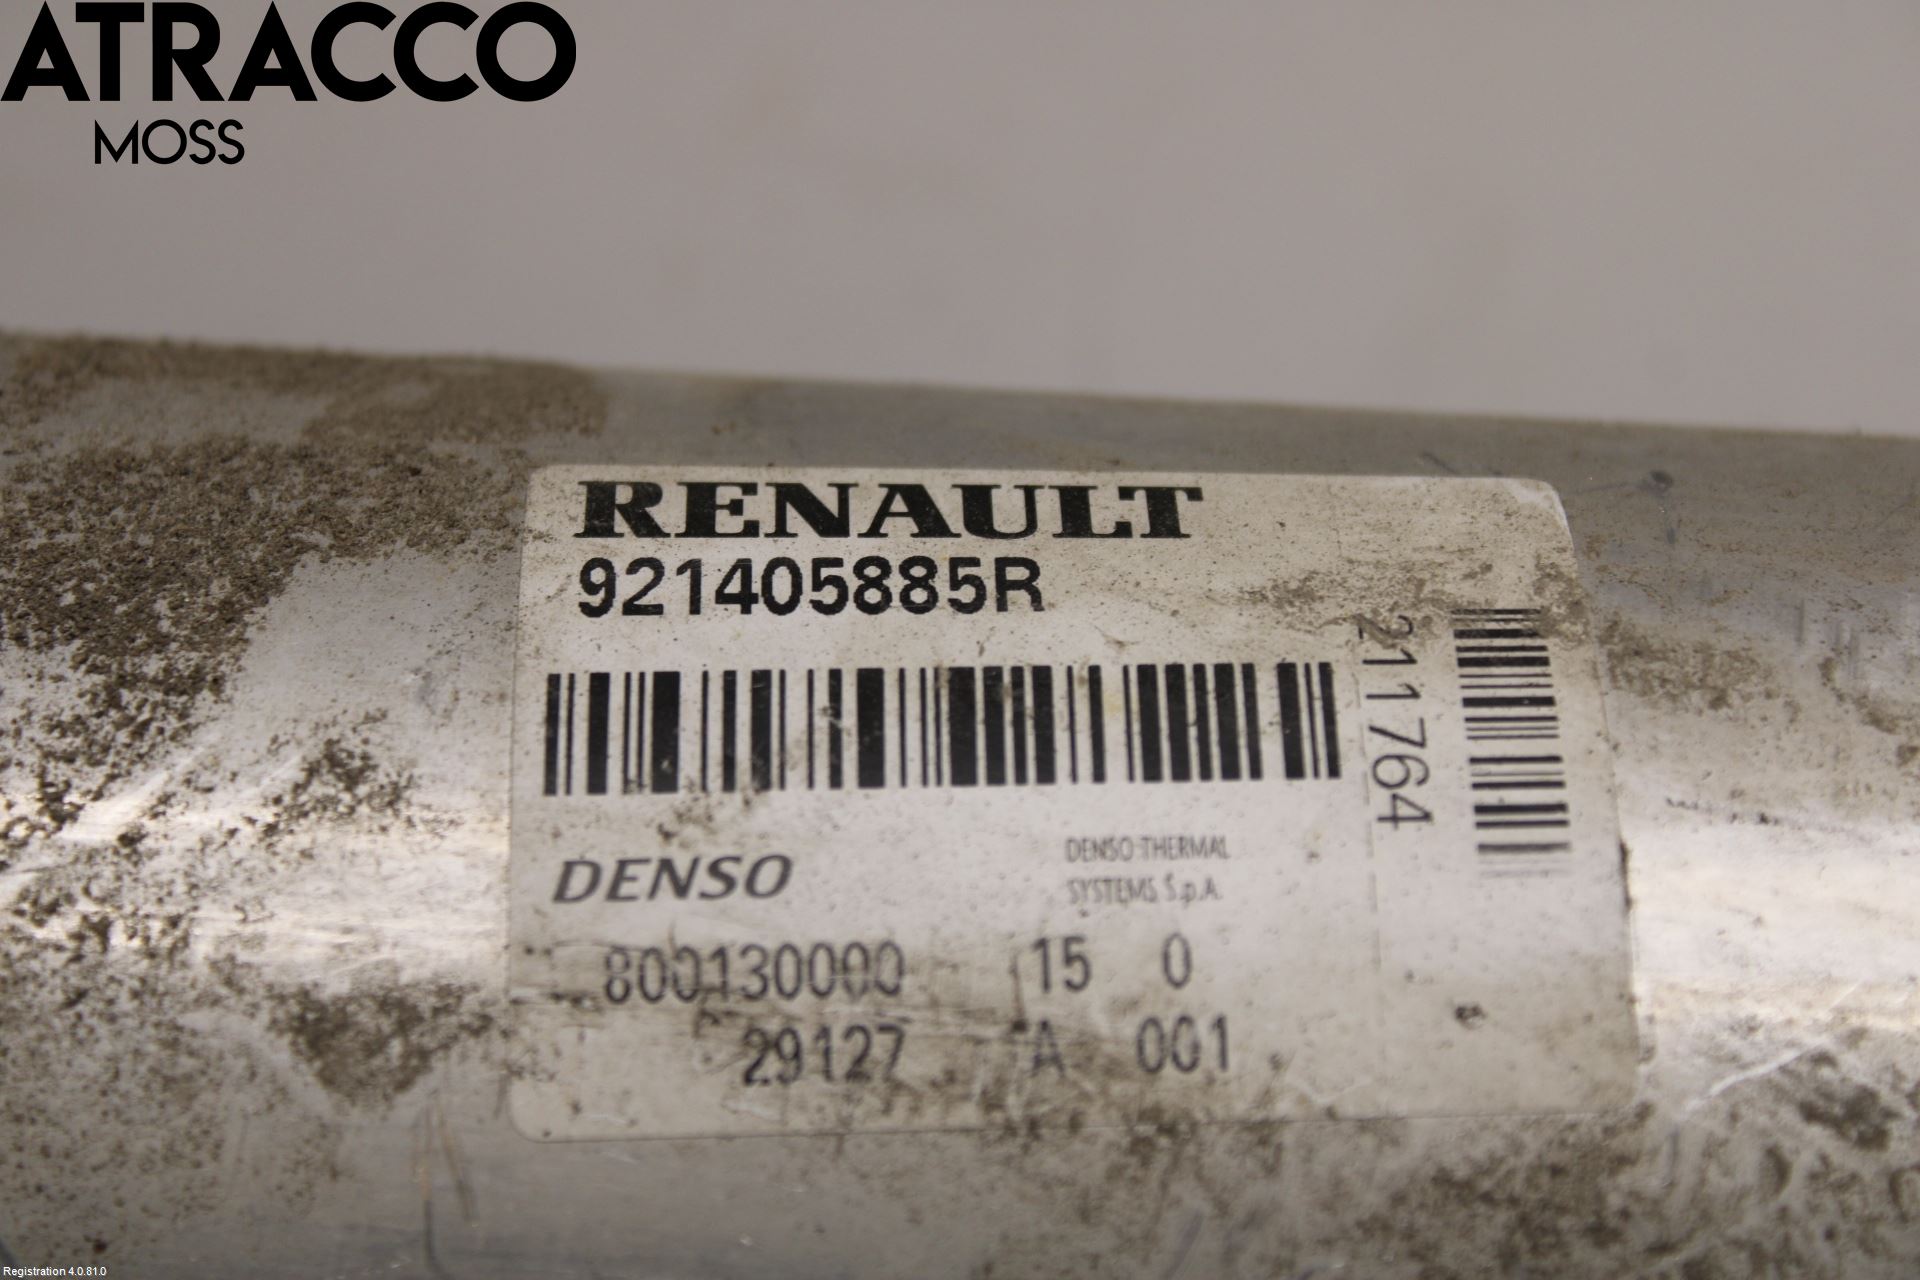 ATRACCO
MOSS
RENAULT
921405885R
211764
DENSO
DENSO THERMAL
SYSTEMS S.p.A.
800130000 15 0
29127 A 001
Registration 4.0.81.0